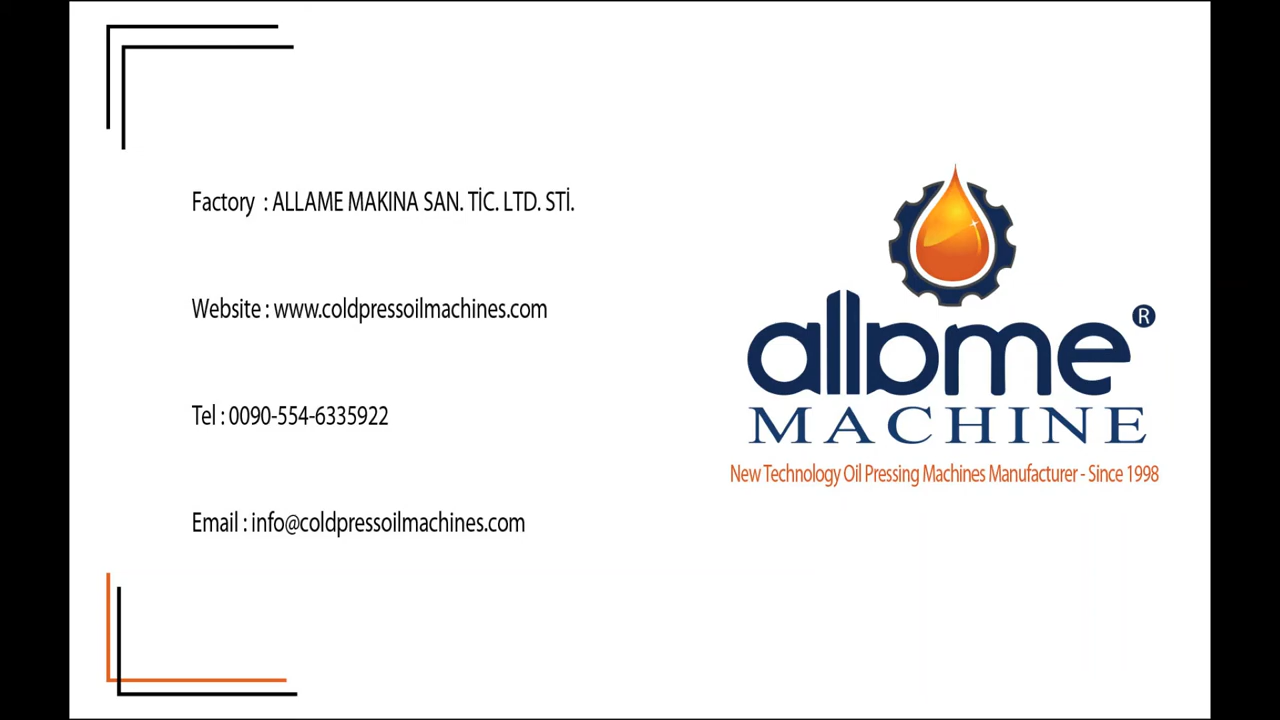 Factory : ALLAME MAKINA SAN. TİC. LTD. STİ.
Website : www.coldpressoilmachines.com
Tel : 0090-554-6335922
Email : info@coldpressoilmachines.com
allame ®
MACHINE
New Technology Oil Pressing Machines Manufacturer - Since 1998